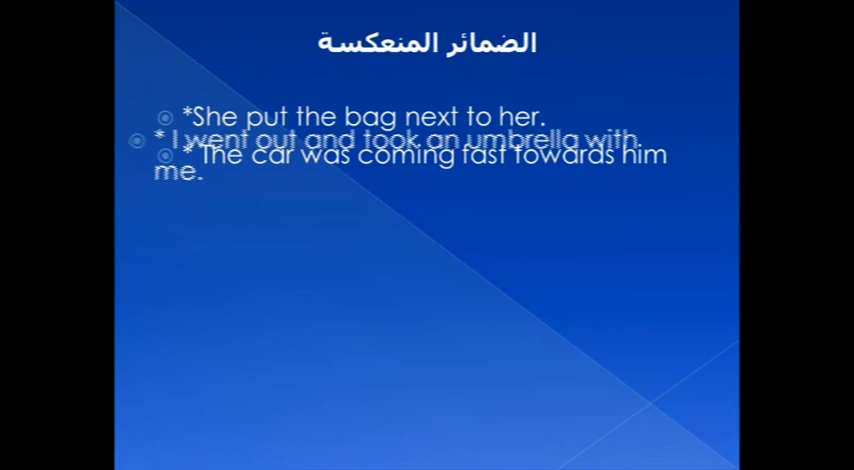 الضمائر المنعكسة
*She put the bag next to her.
* I went out and took an umbrella with
* The car was coming fast towards him
me.